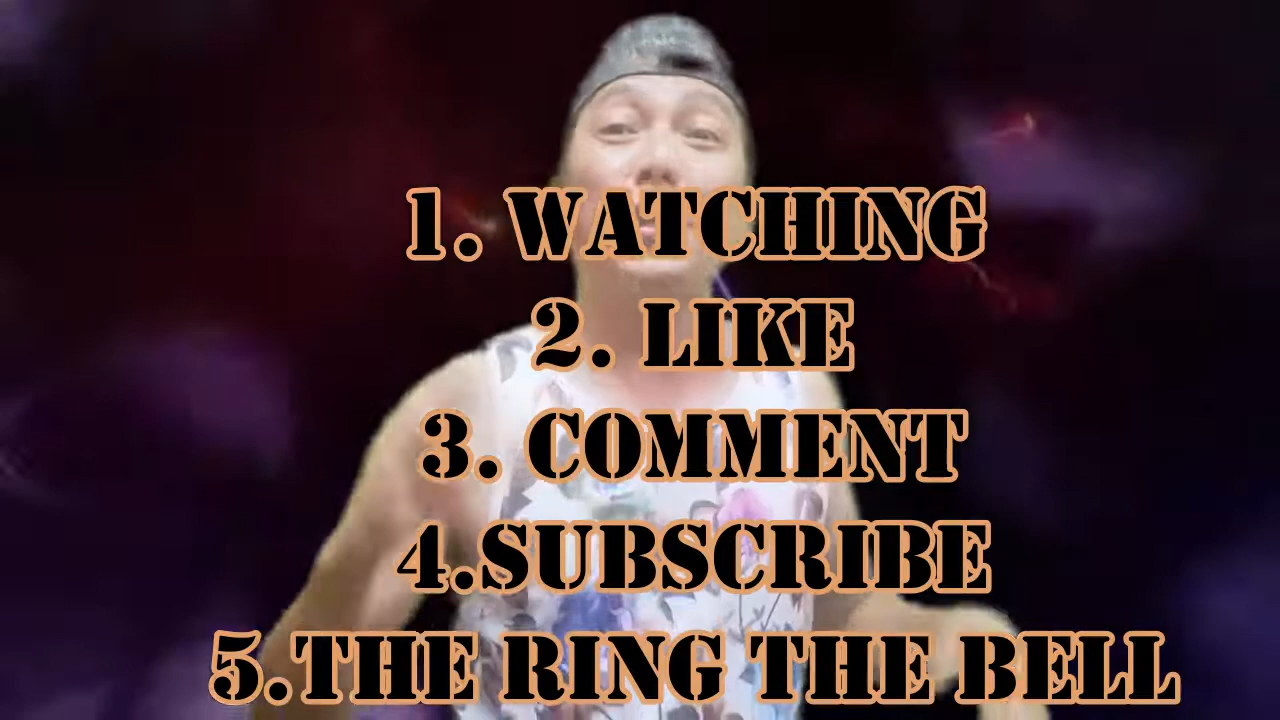 1. WATCHING
2. LIKE
3. COMMENT
4.SUBSCRIBE
5.THE RING THE BELL